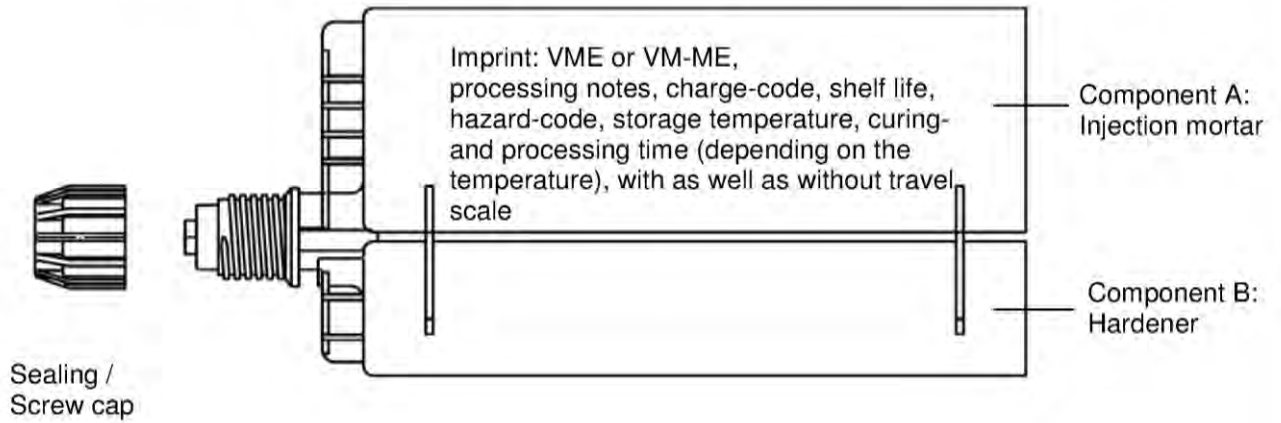 Imprint: VME or VM-ME,
processing notes, charge-code, shelf life,
hazard-code, storage temperature, curing-
and processing time (depending on the
temperature), with as well as without travel
scale
Component A:
Injection mortar
Component B:
Hardener
Sealing /
Screw cap